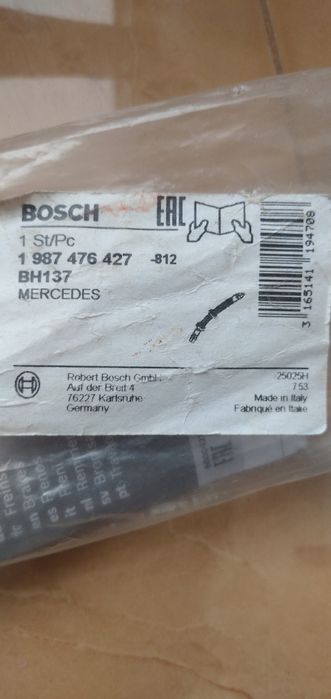 BOSCH EAC
1 St/Pc
1 987 476 427 -812
BH137
MERCEDES
3 165141 194708
Robert Bosch GmbH
Auf der Breit 4
76227 Karlsruhe
Germany
25025H
753
Made in Italy
Fabriqué en Italie